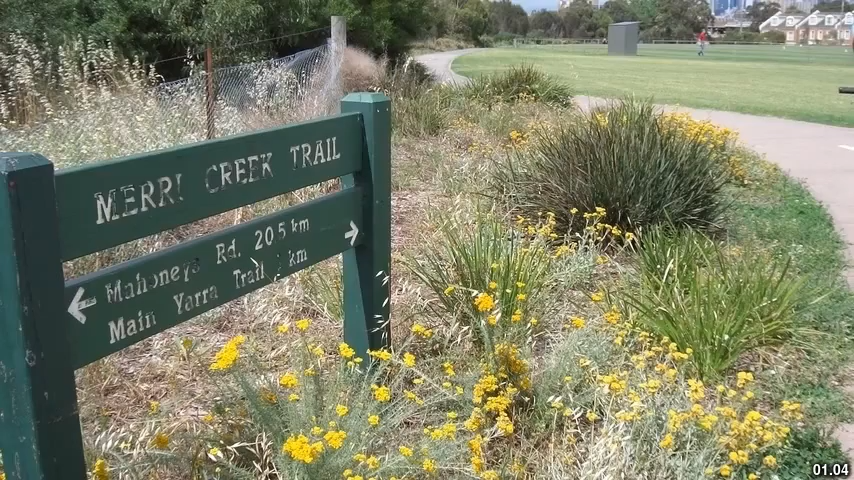 MERRI CREEK TRAIL
Mahoneys Rd. 20.5 km
Main Yarra Trail km
01.04